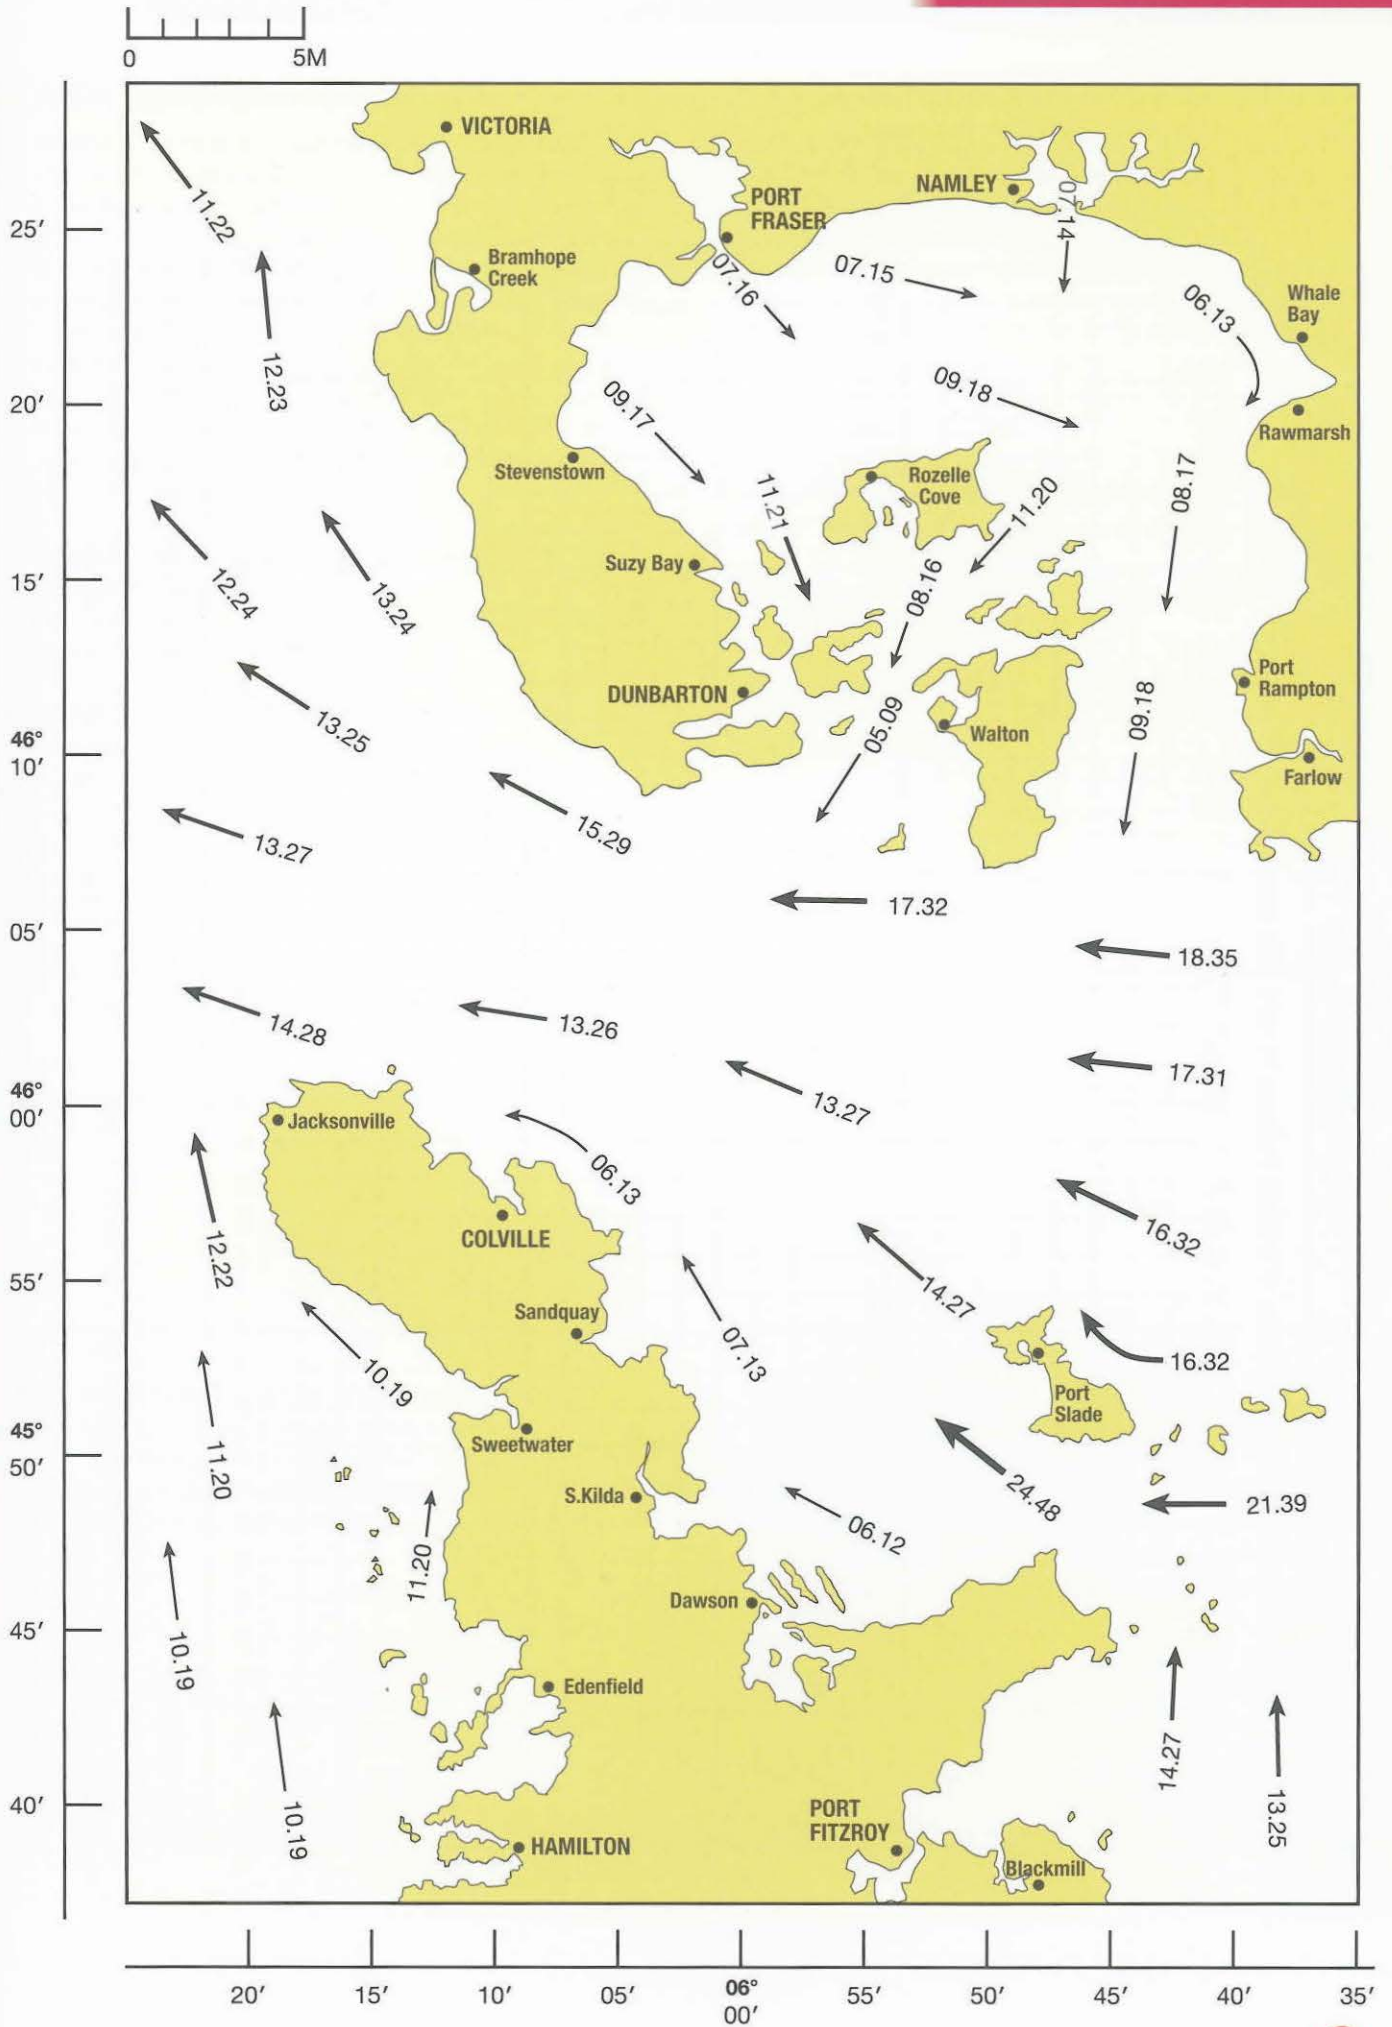 0
5M
VICTORIA
11.22
NAMLEY
PORT
FRASER
07.14
25′
Bramhope
Creek
07.16
07.15
12.23
06.13
Whale
Bay
20′
09.17
09.18
Rawmarsh
Stevenstown
11.21
Rozelle
Cove
11.20
08.17
12.24
13.24
15′
Suzy Bay
08.16
13.25
DUNBARTON
05.09
Walton
09.18
Port
Rampton
46°
10′
Farlow
13.27
15.29
17.32
05′
18.35
14.28
13.26
17.31
46°
00′
Jacksonville
13.27
06.13
12.22
COLVILLE
16.32
55′
Sandquay
14.27
07.13
10.19
16.32
Port
Slade
11.20
45°
50′
Sweetwater
S.Kilda
24.48
21.39
06.12
11.20
Dawson
45′
10.19
Edenfield
14.27
40′
10.19
HAMILTON
PORT
FITZROY
13.25
Blackmill
20′
15′
10′
05′
06°
00′
55′
50′
45′
40′
35′